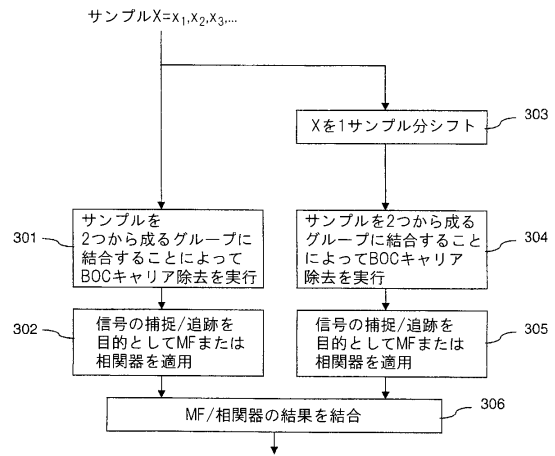 サンプルX=x1,x2,x3,...
Xを1サンプル分シフト
303
301
サンプルを
2つから成るグループに
結合することによって
BOCキャリア除去を実行
サンプルを2つから成る
グループに結合すること
によってBOCキャリア
除去を実行
304
302
信号の捕捉/追跡を
目的としてMFまたは
相関器を適用
信号の捕捉/追跡を
目的としてMFまたは
相関器を適用
305
MF/相関器の結果を結合
306